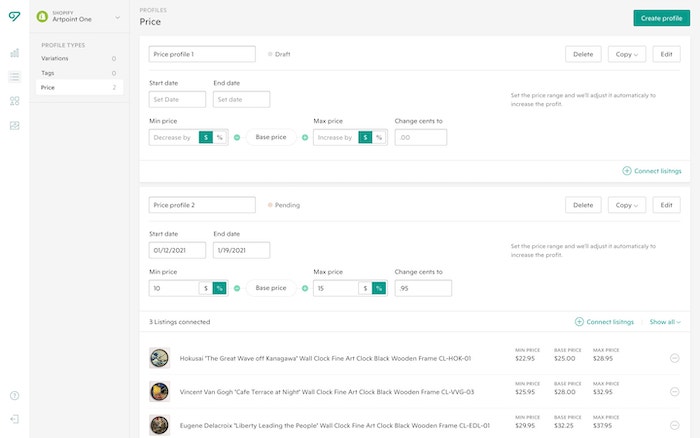 SHOPIFY
Artpoint One
PROFILE TYPES
Variations 0
Tags 0
Price 2
PROFILES
Price
Create profile
Price profile 1 Draft Delete Copy Edit
Start date End date
Set Date Set date
Set the price range and we'll adjust it automaticaly to
increase the profit.
Min price Max price Change cents to
Decrease by $ % Base price Increase by $ % .00
Connect lisitngs
Price profile 2 Pending Delete Copy Edit
Start date End date
01/12/2021 1/19/2021
Set the price range and we'll adjust it automaticaly to
increase the profit.
Min price Max price Change cents to
10 $ % Base price 15 $ % .95
3 Listings connected Connect lisitngs Show all
MIN PRICE BASE PRICE MAX PRICE
Hokusai "The Great Wave off Kanagawa" Wall Clock Fine Art Clock Black Wooden Frame CL-HOK-01 $22.95 $25.00 $28.95
MIN PRICE BASE PRICE MAX PRICE
Vincent Van Gogh "Cafe Terrace at Night" Wall Clock Fine Art Clock Black Wooden Frame CL-VVG-03 $25.95 $28.00 $32.95
MIN PRICE BASE PRICE MAX PRICE
Eugene Delacroix "Liberty Leading the People" Wall Clock Fine Art Clock Black Wooden Frame CL-EDL-01 $29.95 $32.25 $37.95